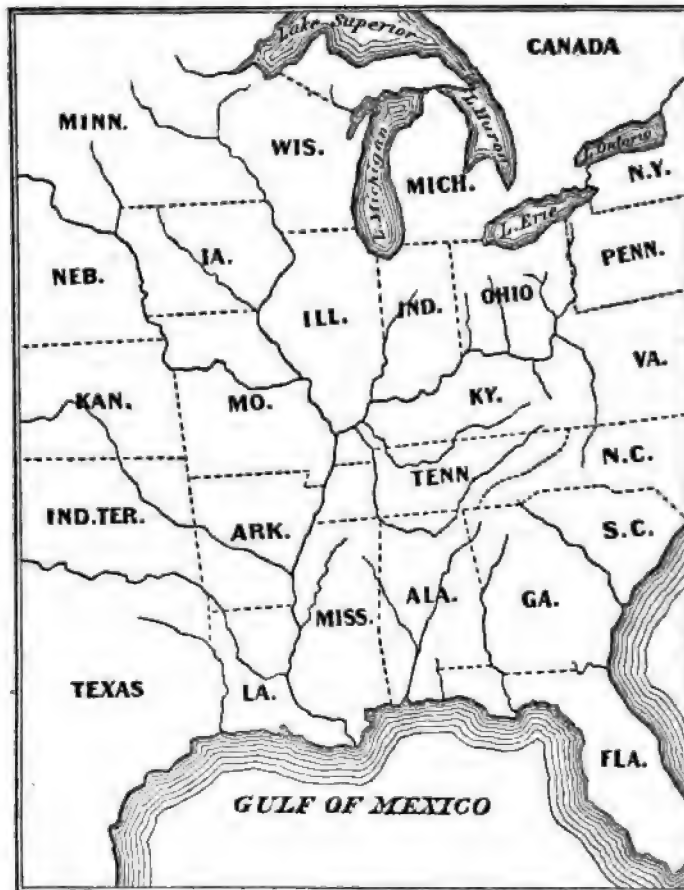 Lake Superior
CANADA
MINN.
WIS.
L. Michigan
L. Huron
MICH.
L. Ontario
N.Y.
L. Erie
PENN.
NEB.
IA.
ILL.
IND.
OHIO
VA.
KAN.
MO.
KY.
N.C.
TENN
IND.TER.
ARK.
S.C.
MISS.
ALA.
GA.
TEXAS
LA.
FLA.
GULF OF MEXICO